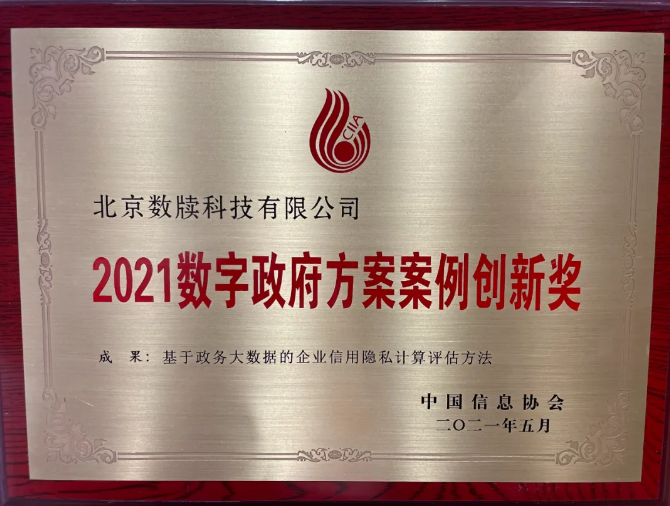 CIIA
北京数牍科技有限公司
2021数字政府方案案例创新奖
成 果：基于政务大数据的企业信用隐私计算评估方法
中国信息协会
二〇二一年五月